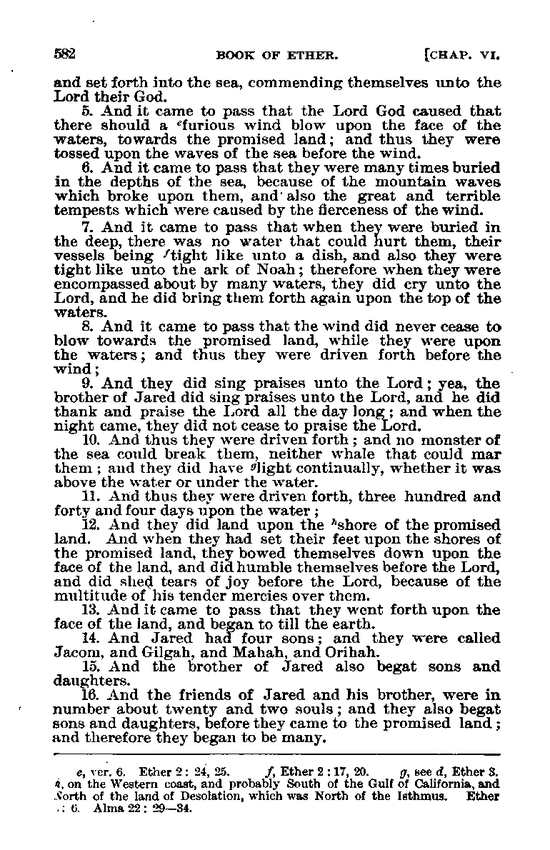 582 BOOK OF ETHER. [CHAP. VI.
and set forth into the sea, commending themselves unto the
Lord their God.
5. And it came to pass that the Lord God caused that
there should a ᵉfurious wind blow upon the face of the
waters, towards the promised land; and thus they were
tossed upon the waves of the sea before the wind.
6. And it came to pass that they were many times buried
in the depths of the sea, because of the mountain waves
which broke upon them, and also the great and terrible
tempests which were caused by the fierceness of the wind.
7. And it came to pass that when they were buried in
the deep, there was no water that could hurt them, their
vessels being ᶠtight like unto a dish, and also they were
tight like unto the ark of Noah; therefore when they were
encompassed about by many waters, they did cry unto the
Lord, and he did bring them forth again upon the top of the
waters.
8. And it came to pass that the wind did never cease to
blow towards the promised land, while they were upon
the waters; and thus they were driven forth before the
wind;
9. And they did sing praises unto the Lord; yea, the
brother of Jared did sing praises unto the Lord, and he did
thank and praise the Lord all the day long; and when the
night came, they did not cease to praise the Lord.
10. And thus they were driven forth; and no monster of
the sea could break them, neither whale that could mar
them; and they did have ᵍlight continually, whether it was
above the water or under the water.
11. And thus they were driven forth, three hundred and
forty and four days upon the water;
12. And they did land upon the ʰshore of the promised
land. And when they had set their feet upon the shores of
the promised land, they bowed themselves down upon the
face of the land, and did humble themselves before the Lord,
and did shed tears of joy before the Lord, because of the
multitude of his tender mercies over them.
13. And it came to pass that they went forth upon the
face of the land, and began to till the earth.
14. And Jared had four sons; and they were called
Jacom, and Gilgah, and Mahah, and Orihah.
15. And the brother of Jared also begat sons and
daughters.
16. And the friends of Jared and his brother, were in
number about twenty and two souls; and they also begat
sons and daughters, before they came to the promised land;
and therefore they began to be many.
e, ver. 6. Ether 2: 24, 25. f, Ether 2: 17, 20. g, see d, Ether 3.
h, on the Western coast, and probably South of the Gulf of California, and
North of the land of Desolation, which was North of the Isthmus. Ether
: 6. Alma 22: 29—34.